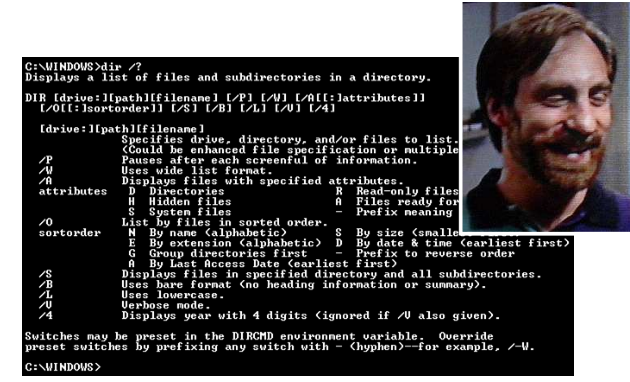 C:\WINDOWS>dir /?
Displays a list of files and subdirectories in a directory.
DIR [drive:][path][filename] [/P] [/W] [/A[[:]attributes]]
[/O[[:]sortorder]] [/S] [/B] [/L] [/V] [/4]
[drive:][path][filename]
Specifies drive, directory, and/or files to list.
(Could be enhanced file specification or multiple
/P Pauses after each screenful of information.
/W Uses wide list format.
/A Displays files with specified attributes.
attributes D Directories R Read-only files
H Hidden files A Files ready for
S System files - Prefix meaning
/O List by files in sorted order.
sortorder N By name (alphabetic) S By size (smallest first)
E By extension (alphabetic) D By date & time (earliest first)
G Group directories first - Prefix to reverse order
A By Last Access Date (earliest first)
/S Displays files in specified directory and all subdirectories.
/B Uses bare format (no heading information or summary).
/L Uses lowercase.
/V Verbose mode.
/4 Displays year with 4 digits (ignored if /V also given).
Switches may be preset in the DIRCMD environment variable. Override
preset switches by prefixing any switch with - (hyphen)--for example, /-W.
C:\WINDOWS>